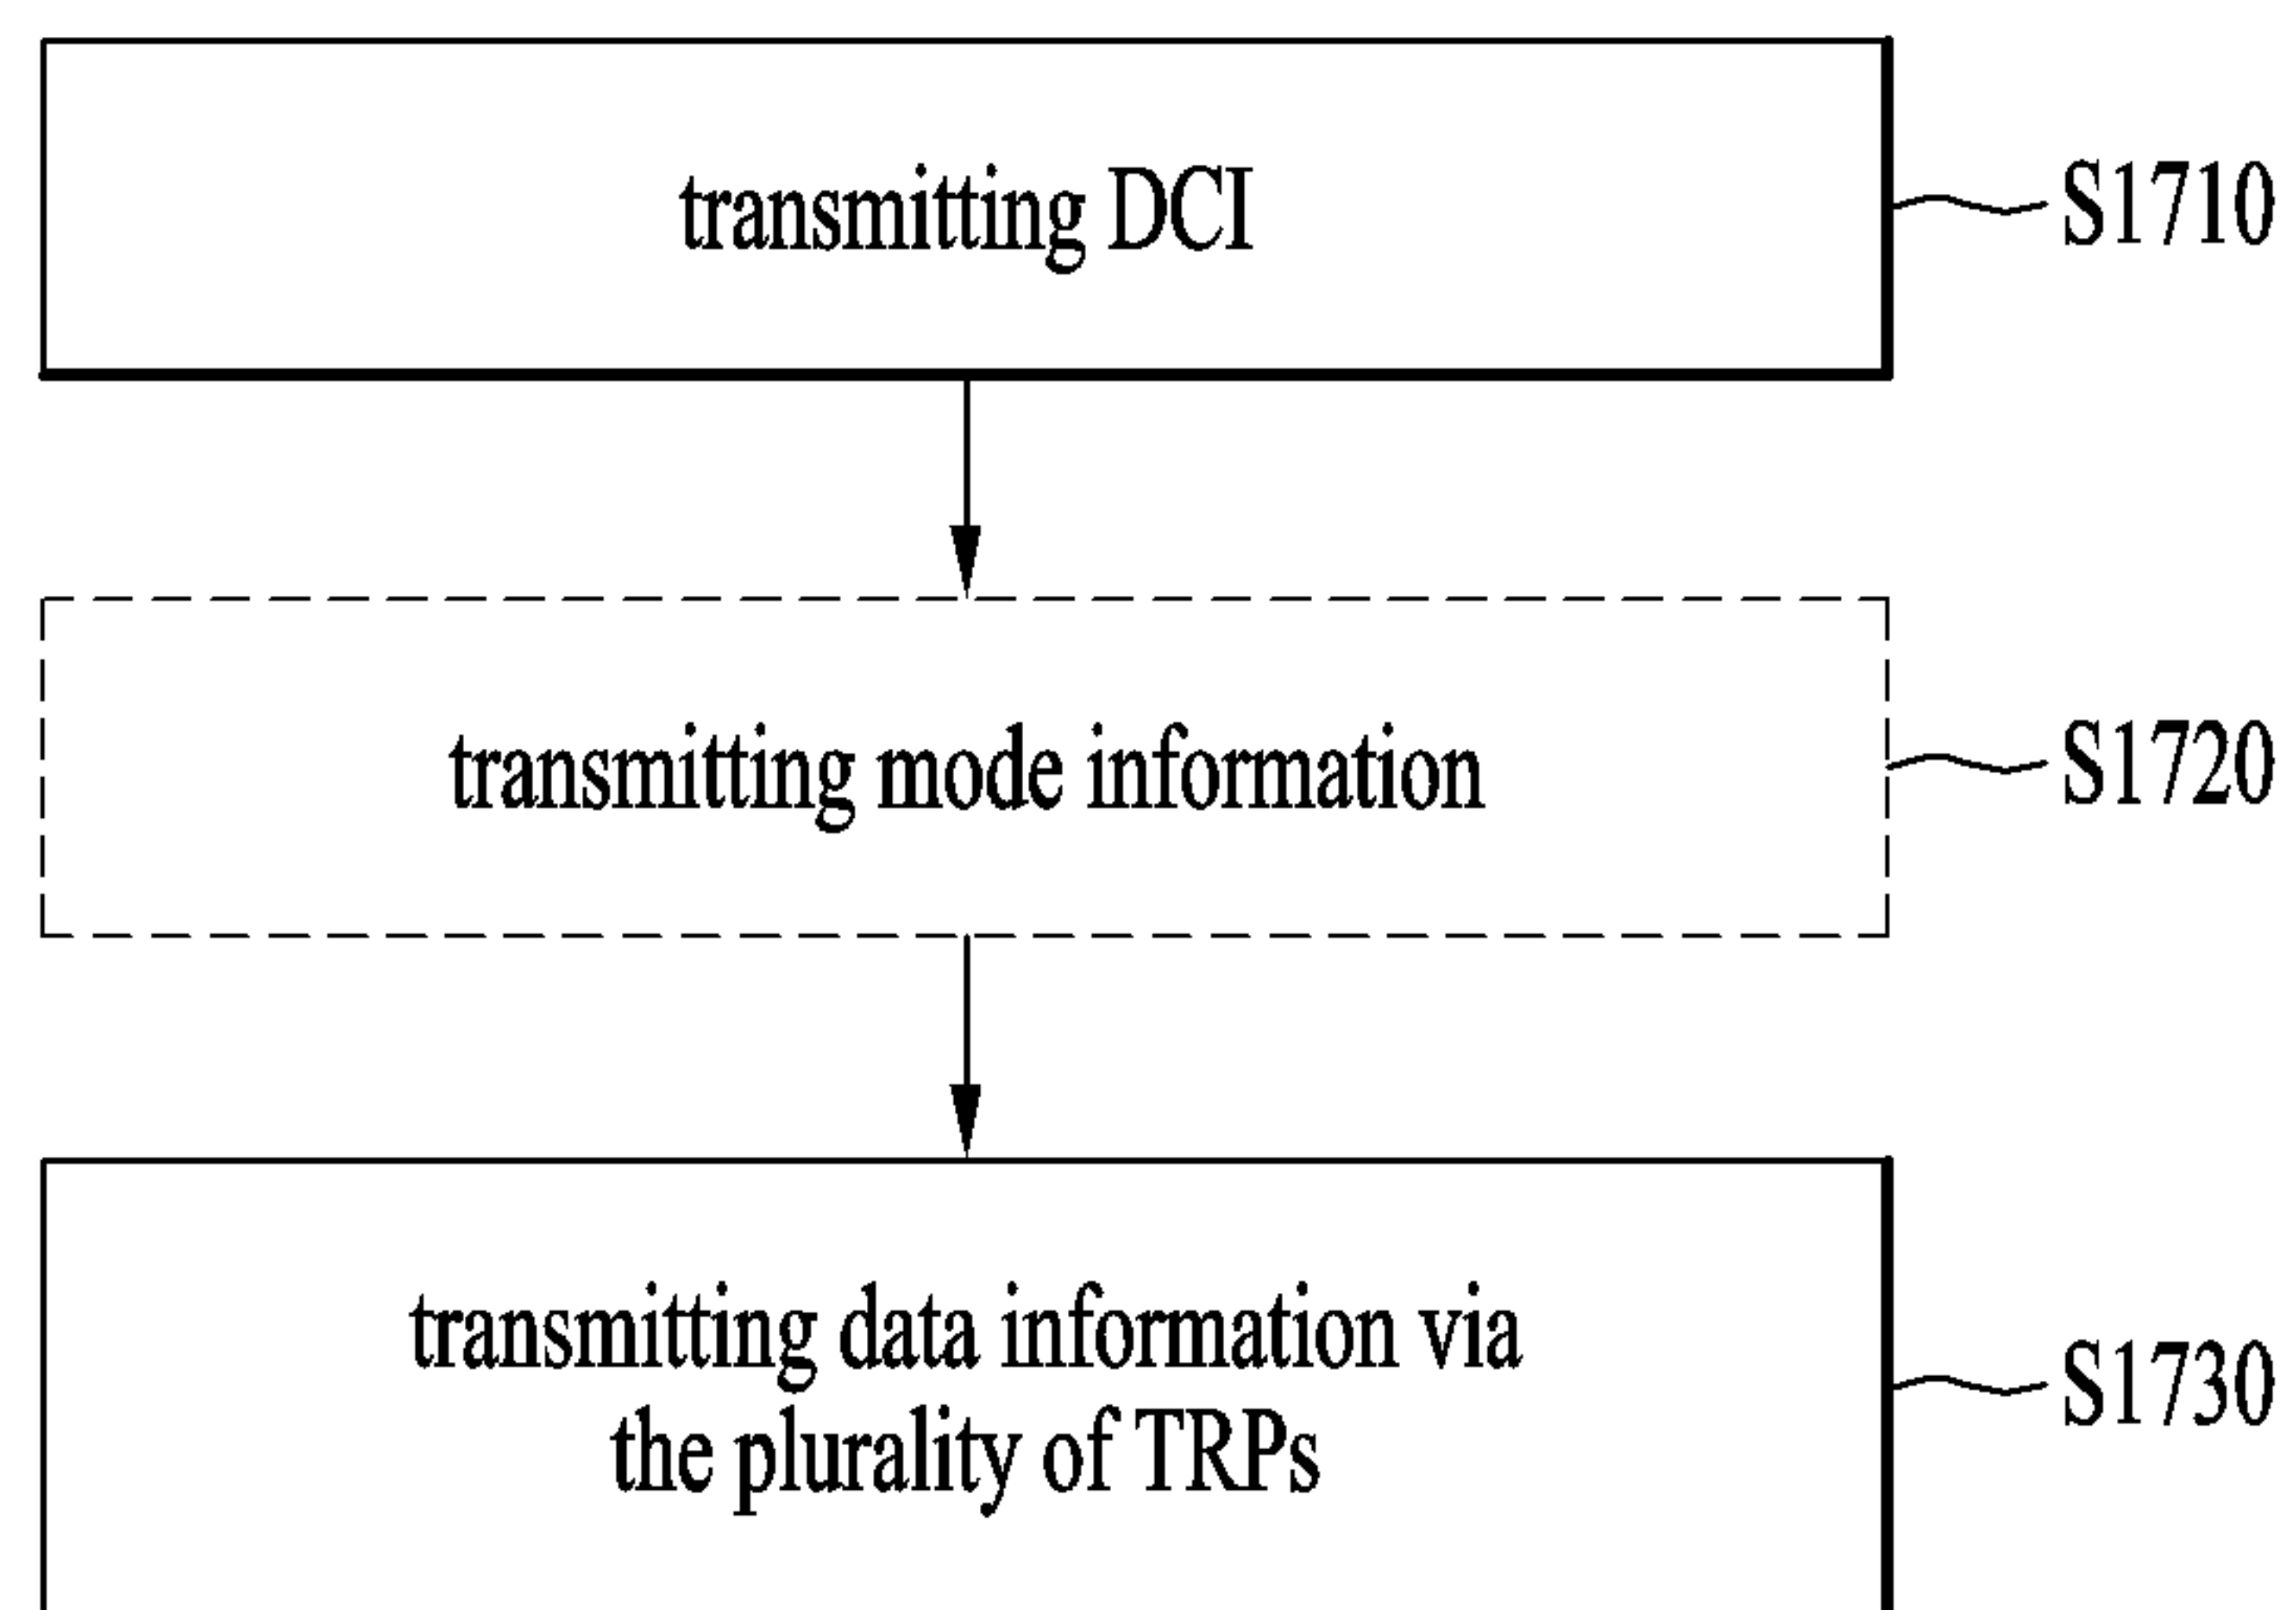 transmitting DCI
S1710
transmitting mode information
S1720
transmitting data information via
the plurality of TRPs
S1730